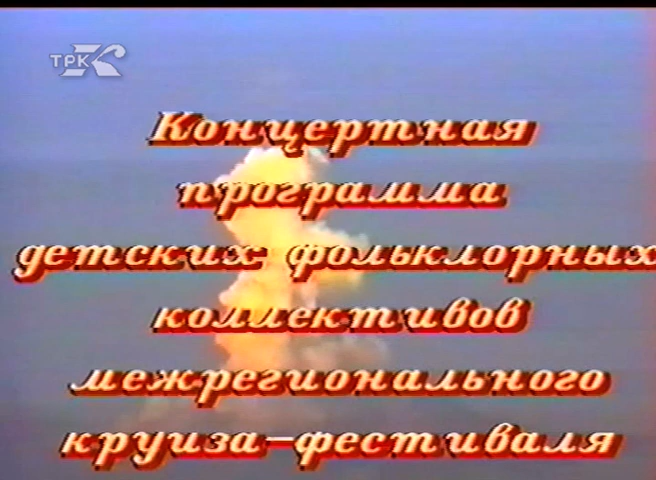 ТРК
Концертная
программа
детских фольклорных
коллективов
межрегионального
круиза-фестиваля